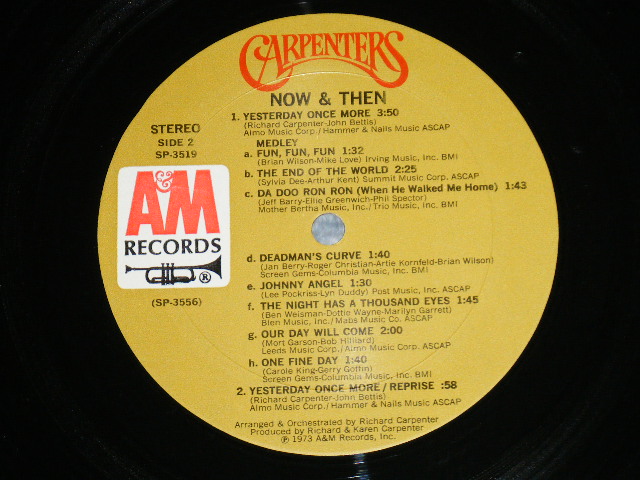 CARPENTERS
NOW & THEN
STEREO
SIDE 2
SP-3519
A&M
RECORDS
®
(SP-3556)
1. YESTERDAY ONCE MORE 3:50
(Richard Carpenter-John Bettis)
Almo Music Corp./Hammer & Nails Music ASCAP
MEDLEY
a. FUN, FUN, FUN 1:32
(Brian Wilson-Mike Love) Irving Music, Inc. BMI
b. THE END OF THE WORLD 2:25
(Sylvia Dee-Arthur Kent) Summit Music Corp. ASCAP
c. DA DOO RON RON (When He Walked Me Home) 1:43
(Jeff Barry-Ellie Greenwich-Phil Spector)
Mother Bertha Music, Inc./Trio Music, Inc. BMI
d. DEADMAN'S CURVE 1:40
(Jan Berry-Roger Christian-Artie Kornfeld-Brian Wilson)
Screen Gems-Columbia Music, Inc. BMI
e. JOHNNY ANGEL 1:30
(Lee Pockriss-Lyn Duddy) Post Music, Inc. ASCAP
f. THE NIGHT HAS A THOUSAND EYES 1:45
(Ben Weisman-Dottie Wayne-Marilyn Garrett)
Blen Music, Inc./Mabs Music Co. ASCAP
g. OUR DAY WILL COME 2:00
(Mort Garson-Bob Hilliard)
Leeds Music Corp./Almo Music Corp. ASCAP
h. ONE FINE DAY 1:40
(Carole King-Gerry Goffin)
Screen Gems-Columbia Music, Inc. BMI
2. YESTERDAY ONCE MORE/REPRISE :58
(Richard Carpenter-John Bettis)
Almo Music Corp./Hammer & Nails Music ASCAP
Arranged & Orchestrated by Richard Carpenter
Produced by Richard & Karen Carpenter
℗ 1973 A&M Records, Inc.